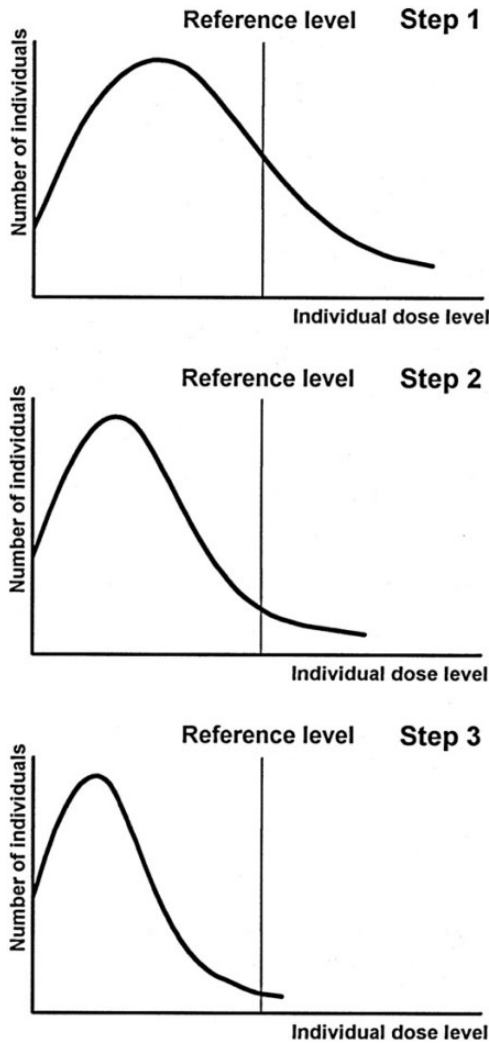 Reference level Step 1
Number of individuals
Individual dose level
Reference level Step 2
Number of individuals
Individual dose level
Reference level Step 3
Number of individuals
Individual dose level